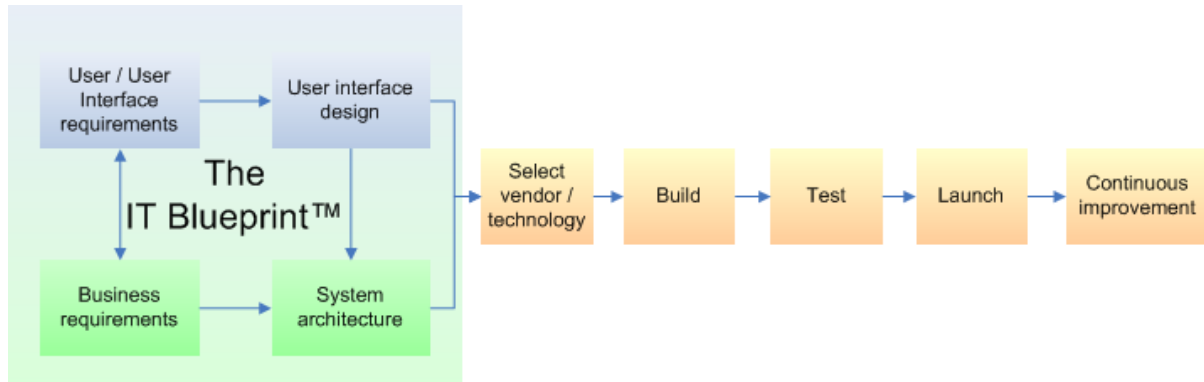 User / User
Interface
requirements
User interface
design
The
IT Blueprint™
Business
requirements
System
architecture
Select
vendor /
technology
Build
Test
Launch
Continuous
improvement